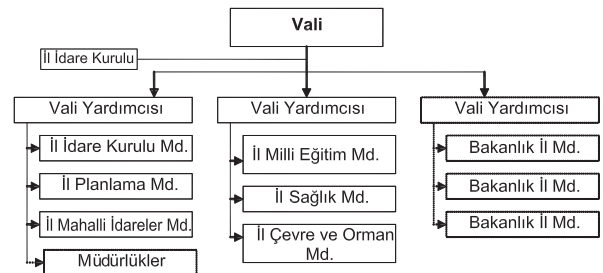 Vali
İl İdare Kurulu
Vali Yardımcısı
Vali Yardımcısı
Vali Yardımcısı
İl İdare Kurulu Md.
İl Planlama Md.
İl Mahalli İdareler Md.
Müdürlükler
İl Milli Eğitim Md.
İl Sağlık Md.
İl Çevre ve Orman
Md.
Bakanlık İl Md.
Bakanlık İl Md.
Bakanlık İl Md.